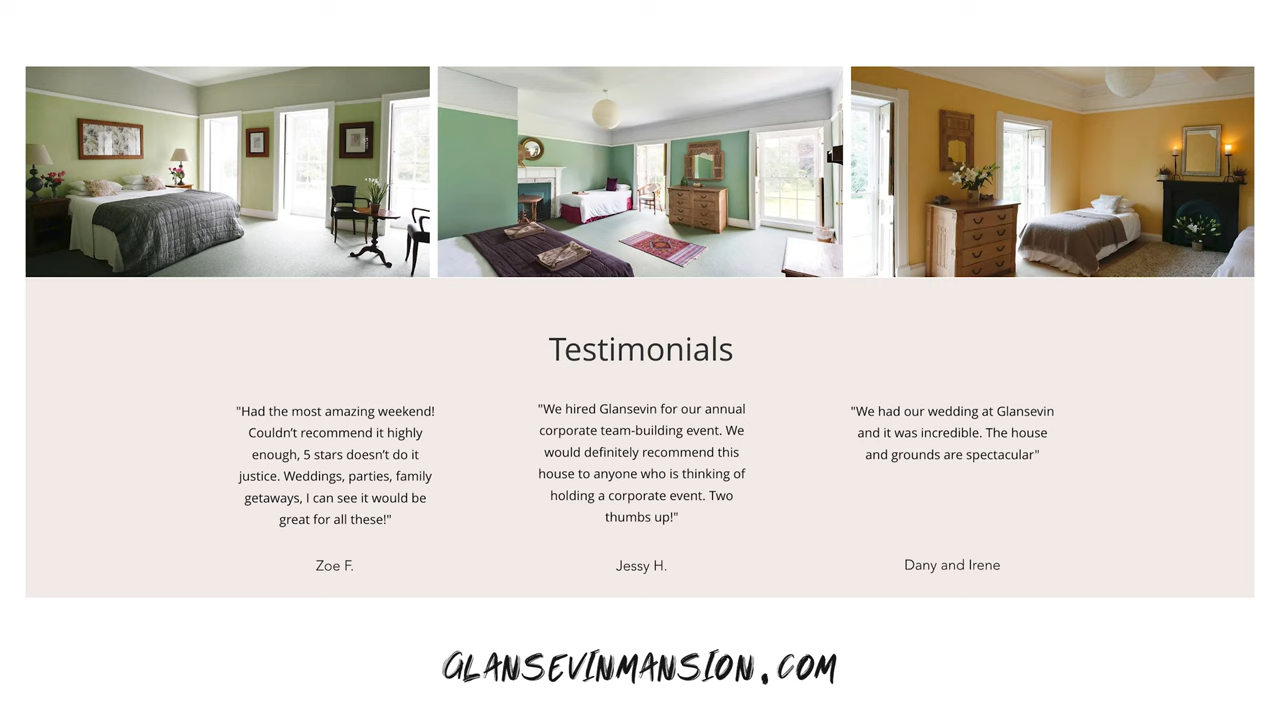 Testimonials
"Had the most amazing weekend!
Couldn’t recommend it highly
enough, 5 stars doesn’t do it
justice. Weddings, parties, family
getaways, I can see it would be
great for all these!"
Zoe F.
"We hired Glansevin for our annual
corporate team-building event. We
would definitely recommend this
house to anyone who is thinking of
holding a corporate event. Two
thumbs up!"
Jessy H.
"We had our wedding at Glansevin
and it was incredible. The house
and grounds are spectacular"
Dany and Irene
GLANSEVINMANSION.COM